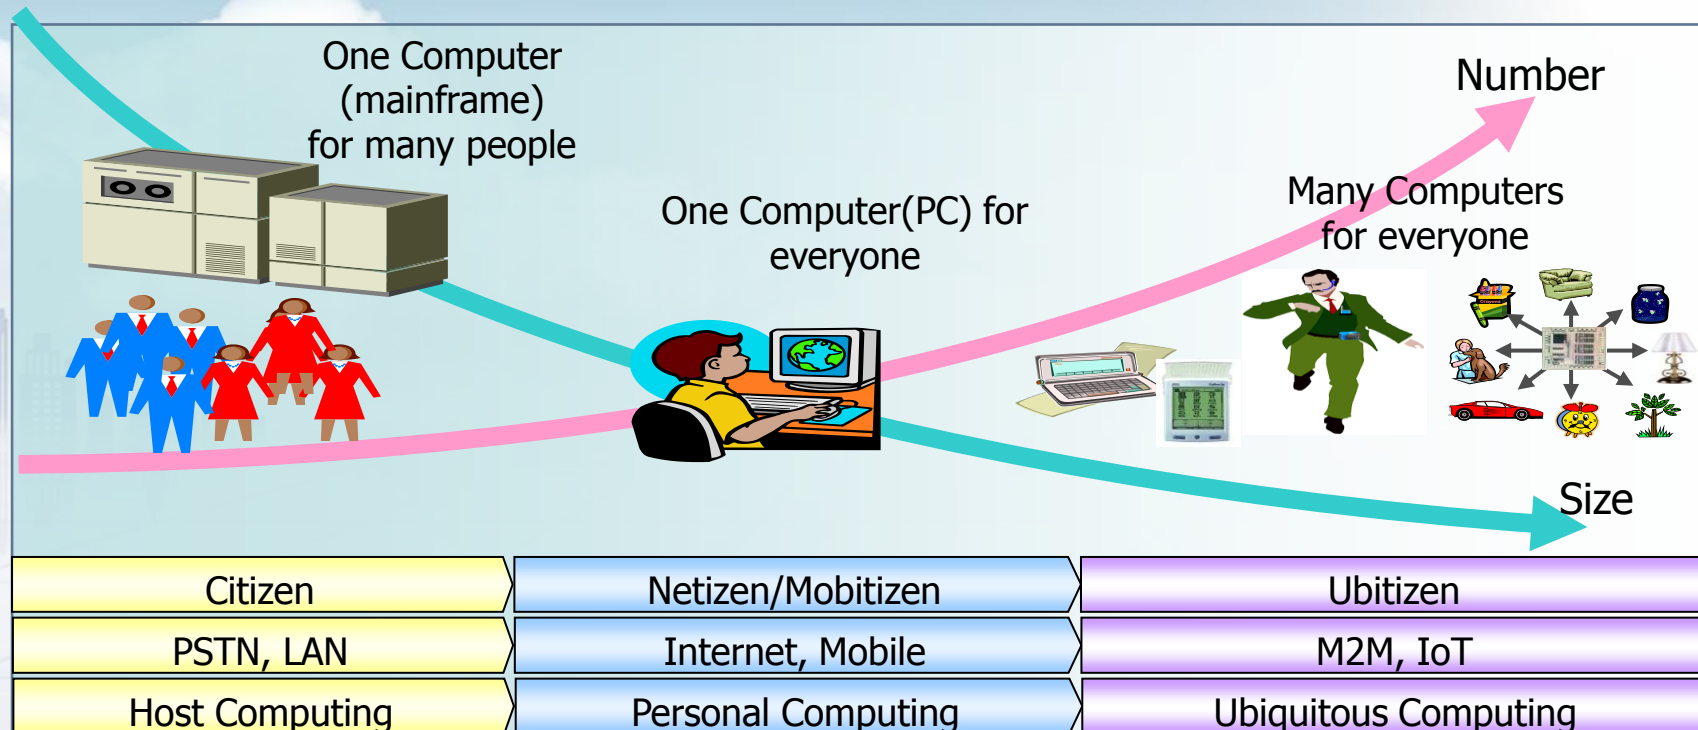 One Computer
(mainframe)
for many people
Number
One Computer(PC) for
everyone
Many Computers
for everyone
Size
Citizen
Netizen/Mobitizen
Ubitizen
PSTN, LAN
Internet, Mobile
M2M, IoT
Host Computing
Personal Computing
Ubiquitous Computing